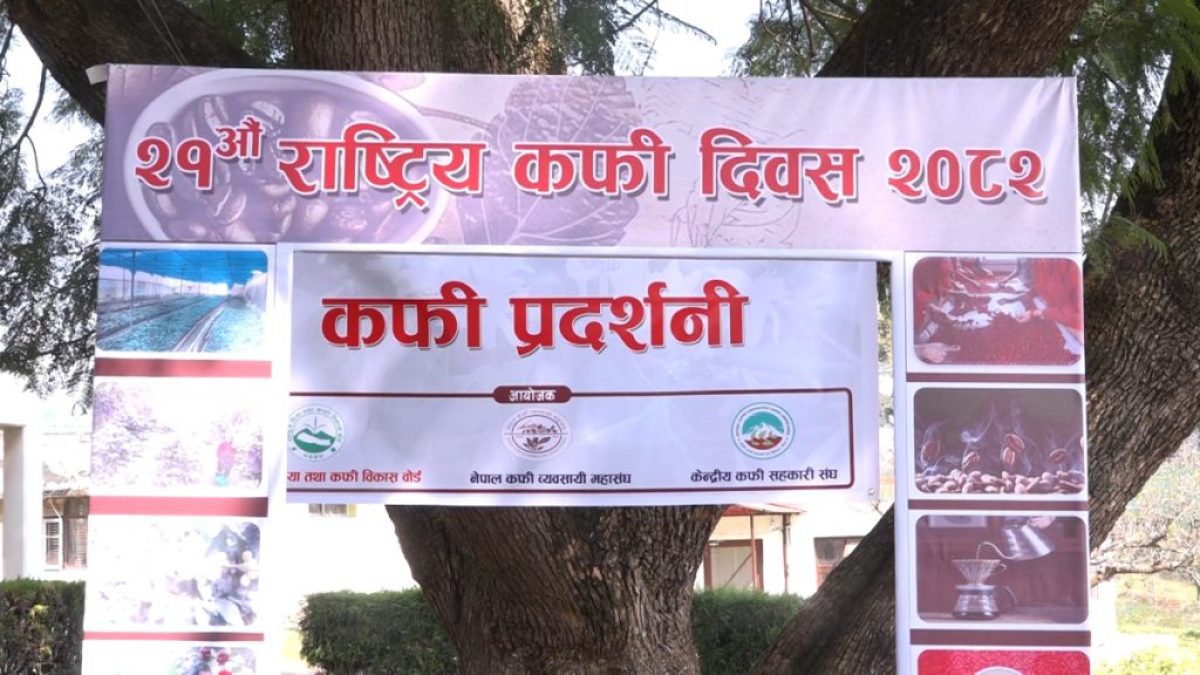 २१औं राष्ट्रिय कफी दिवस २०८२
कफी प्रदर्शनी
आयोजक
या तथा कफी विकास बोर्ड
नेपाल कफी व्यवसायी महासंघ
केन्द्रीय कफी सहकारी संघ